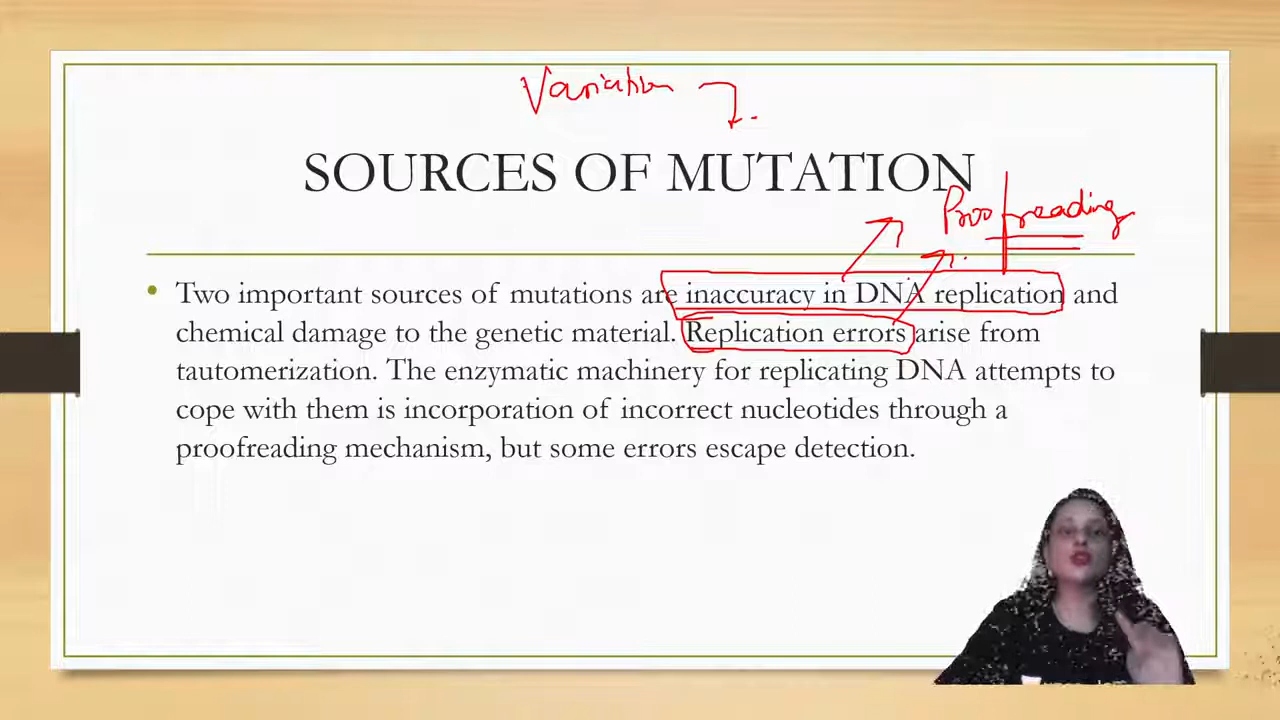 Variation
SOURCES OF MUTATION
Proofreading
• Two important sources of mutations are inaccuracy in DNA replication and
chemical damage to the genetic material. Replication errors arise from
tautomerization. The enzymatic machinery for replicating DNA attempts to
cope with them is incorporation of incorrect nucleotides through a
proofreading mechanism, but some errors escape detection.